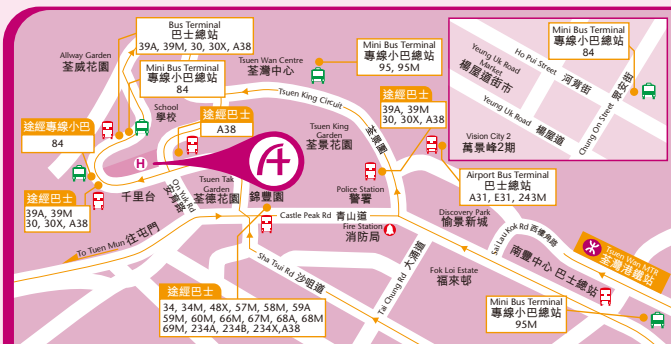 Bus Terminal
巴士總站
39A, 39M, 30, 30X, A38
Allway Garden
荃威花園
Mini Bus Terminal
專線小巴總站
84
Tsuen Wan Centre
荃灣中心
Mini Bus Terminal
專線小巴總站
95, 95M
School
學校
途經巴士
A38
Tsuen King Circuit
途經巴士
39A, 39M
30, 30X, A38
途經專線小巴
84
H
千里台
途經巴士
39A, 39M
30, 30X, A38
On Yuk Rd
安育路
Tsuen Tak
Garden
荃德花園
錦豐園
Tsuen King
Garden
荃景花園
荃景圍
Police Station
警署
Castle Peak Rd 青山道
Fire Station
消防局
To Tuen Mun 往屯門
Sha Tsui Rd 沙咀道
途經巴士
34, 34M, 48X, 57M, 58M, 59A
59M, 60M, 66M, 67M, 68A, 68M
69M, 234A, 234B, 234X,A38
Tai Chung Rd 大涌道
Fok Loi Estate
福來邨
Discovery Park
愉景新城
Airport Bus Terminal
巴士總站
A31, E31, 243M
Sai Lau Kok Rd 西樓角路
南豐中心 巴士總站
Tsuen Wan MTR
荃灣港鐵站
Mini Bus Terminal
專線小巴總站
95M
Yeung Uk Road
Market
楊屋道街市
Ho Pui Street 河背街
Mini Bus Terminal
專線小巴總站
84
Yeung Uk Road 楊屋道
Chung On Street 眾安街
Vision City 2
萬景峰2期